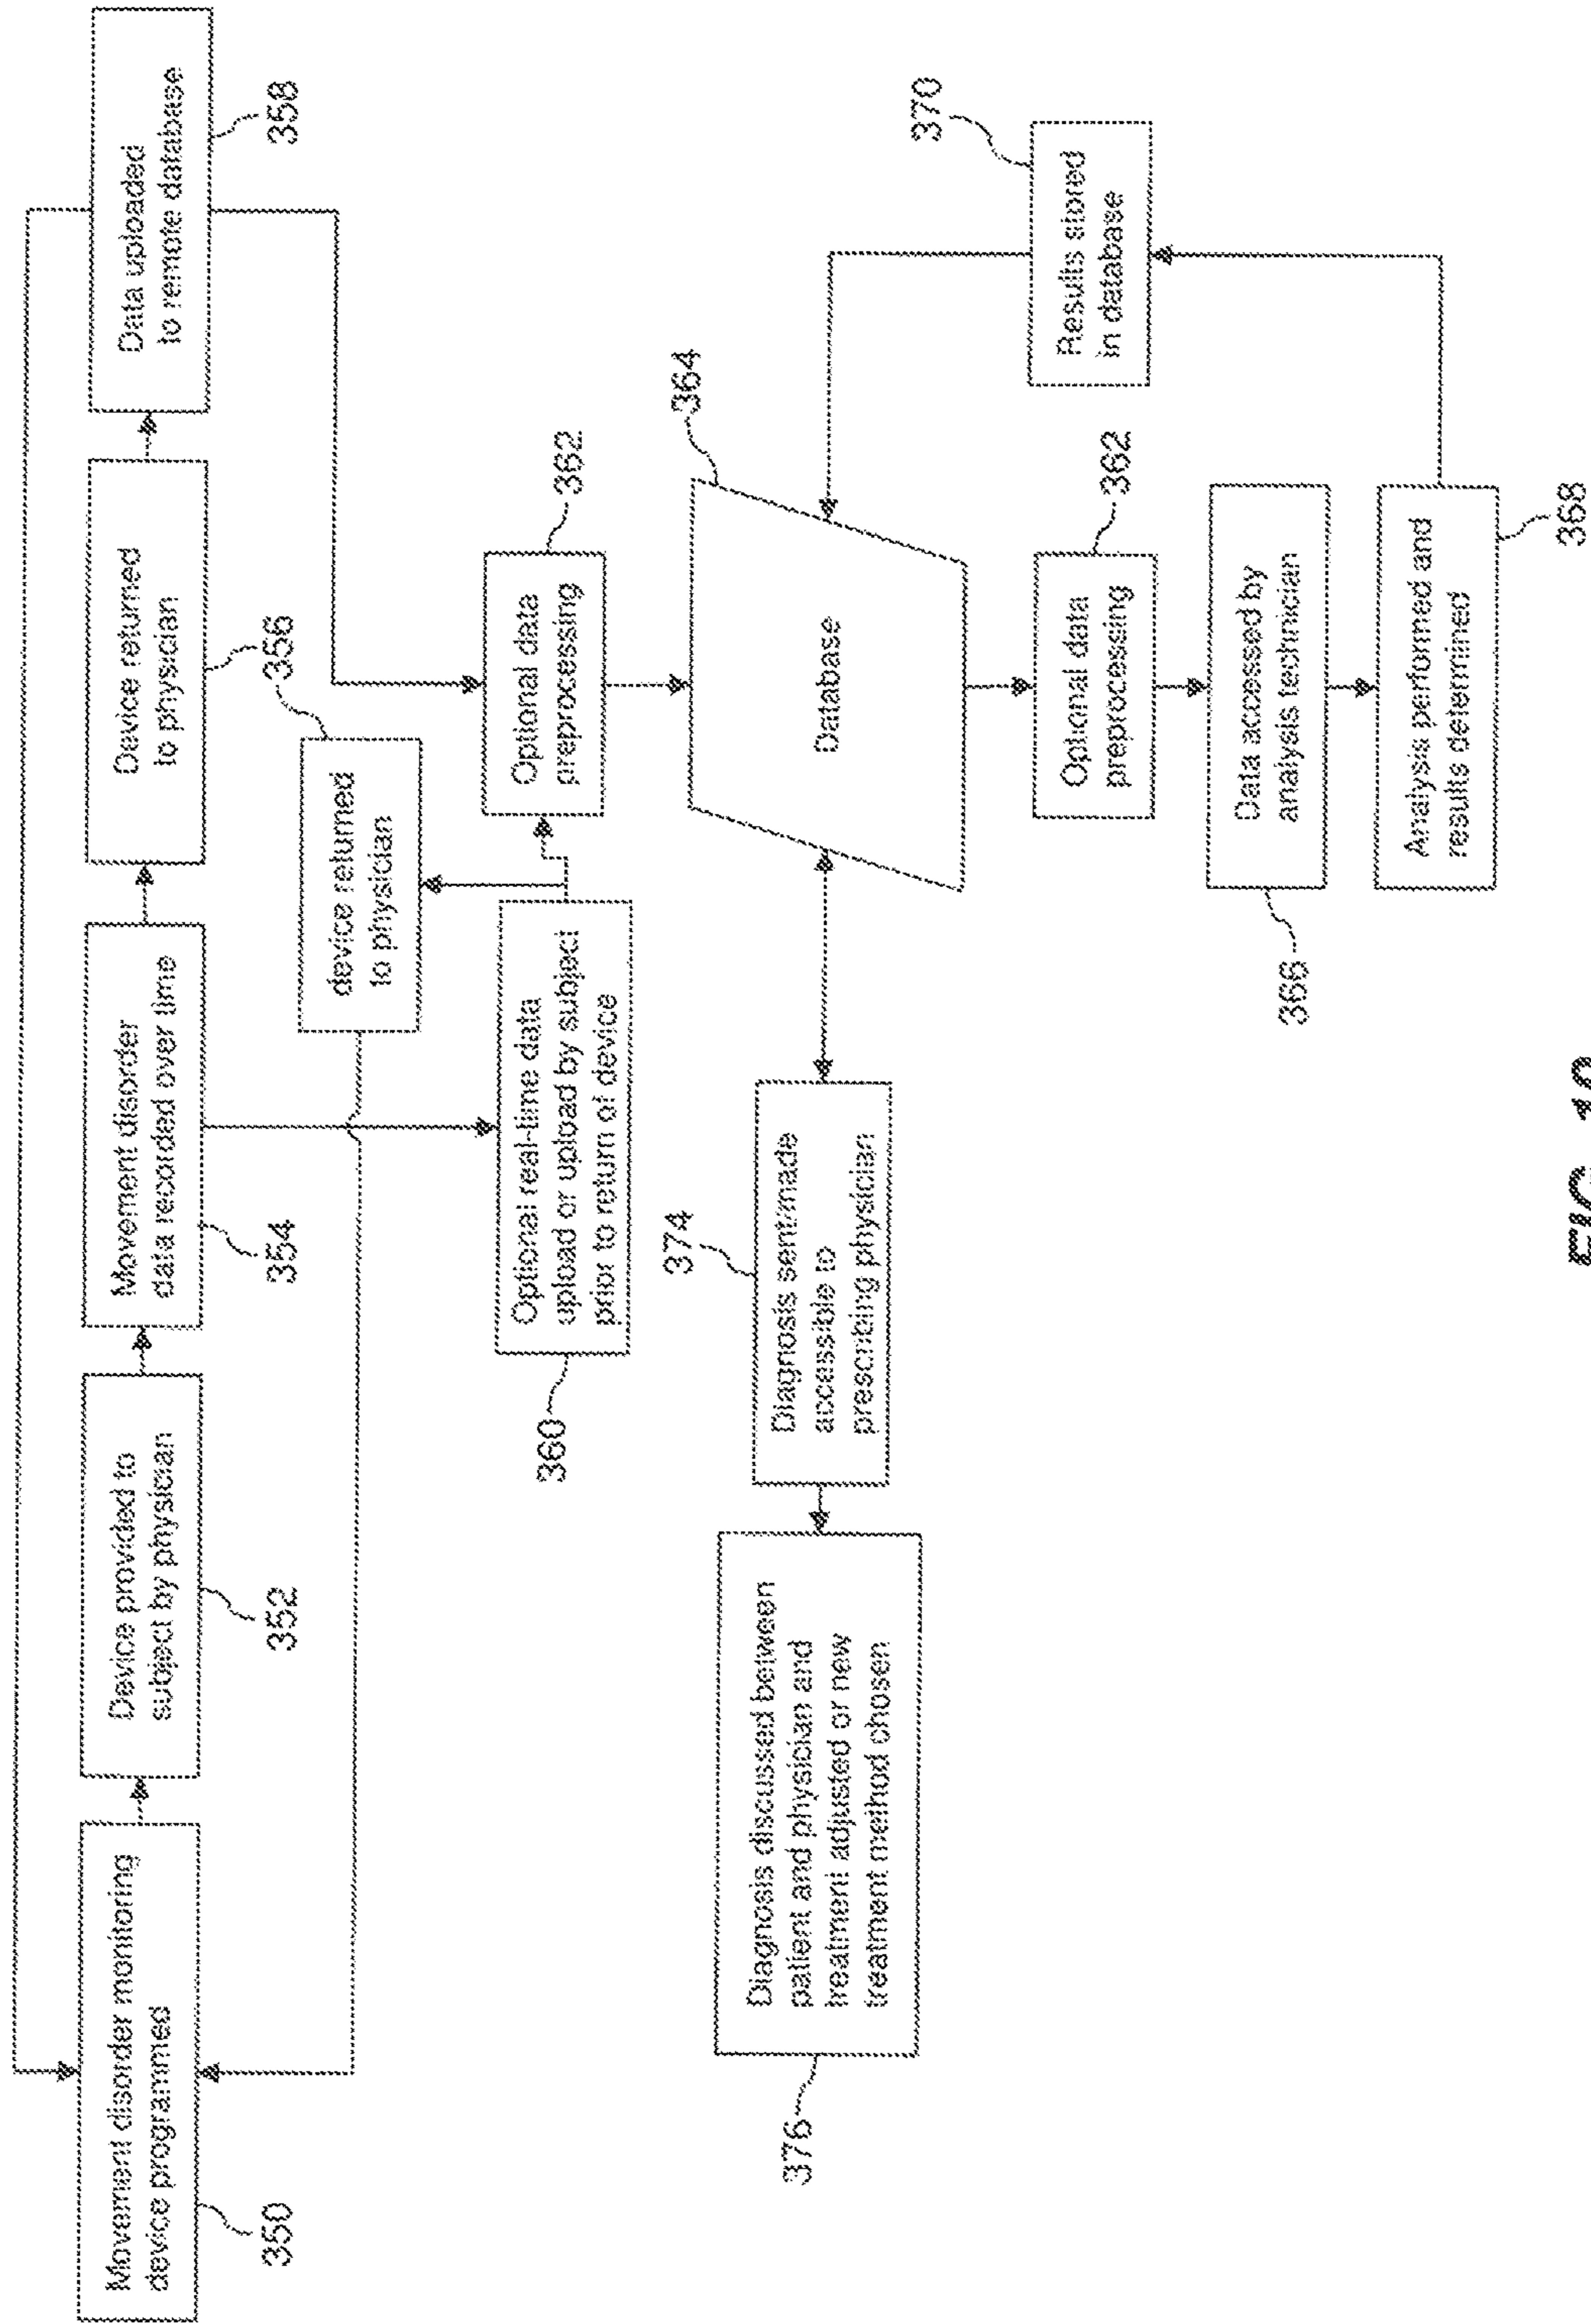 Movement disorder monitoring
device programmed
350
Device provided to
subject by physician
352
Movement disorder
data recorded over time
354
Device returned
to physician
356
Data uploaded
to remote database
358
device returned
to physician
Optional real-time data
upload or upload by subject
prior to return of device
360
Optional data
preprocessing
362
Database
364
Diagnosis sent/made
accessible to
prescribing physician
374
Diagnosis discussed between
patient and physician and
treatment adjusted or new
treatment method chosen
376
Optional data
preprocessing
362
Data accessed by
analysis technician
366
Analysis performed and
results determined
368
Results stored
in database
370
FIG.